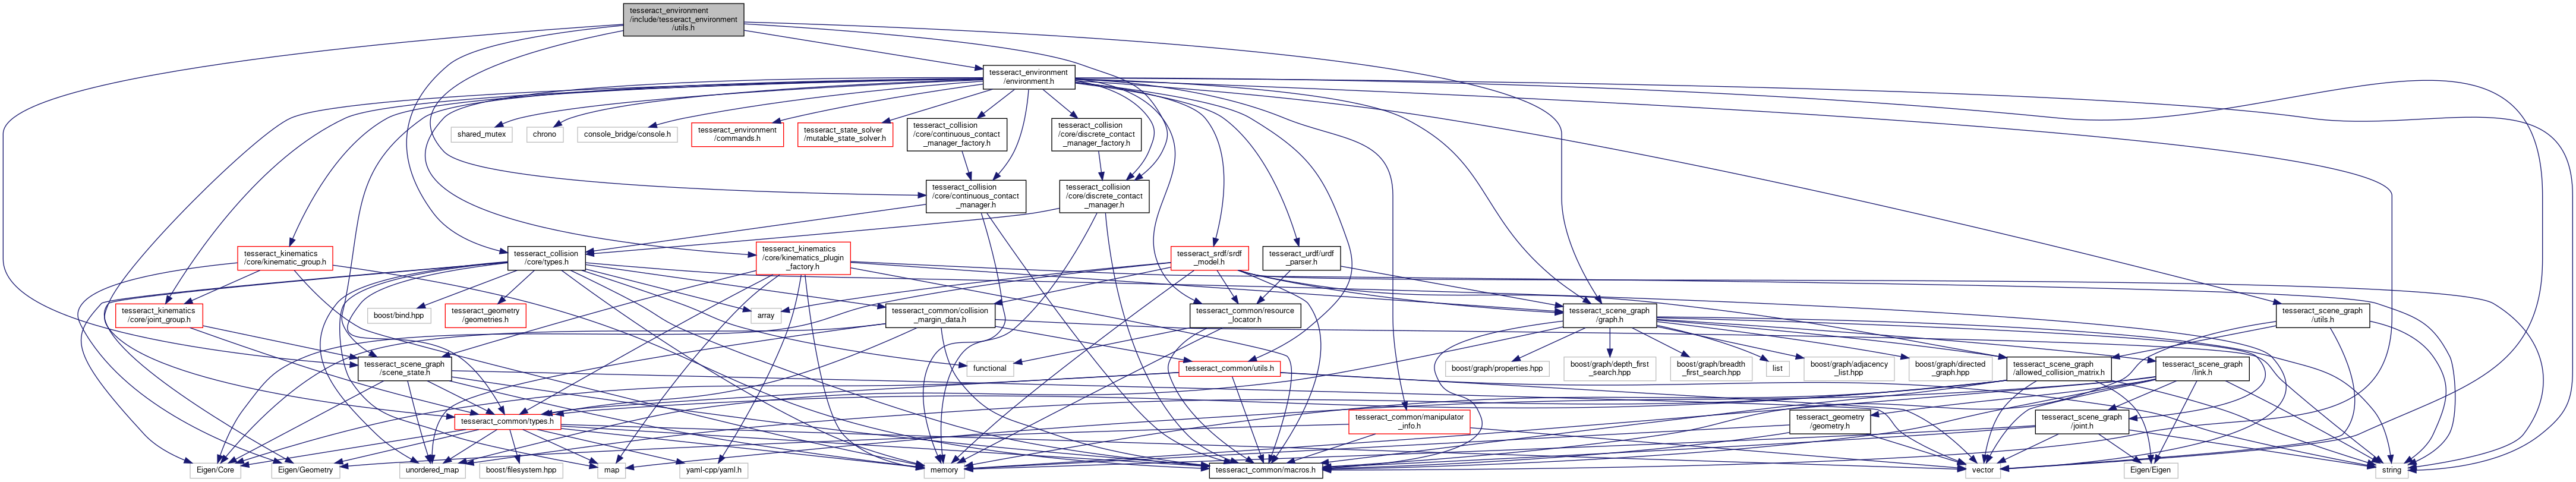 tesseract_environment
/include/tesseract_environment
/utils.h
tesseract_environment
/environment.h
shared_mutex
chrono
console_bridge/console.h
tesseract_environment
/commands.h
tesseract_state_solver
/mutable_state_solver.h
tesseract_collision
/core/continuous_contact
_manager_factory.h
tesseract_collision
/core/discrete_contact
_manager_factory.h
tesseract_collision
/core/continuous_contact
_manager.h
tesseract_collision
/core/discrete_contact
_manager.h
tesseract_kinematics
/core/kinematic_group.h
tesseract_collision
/core/types.h
tesseract_kinematics
/core/kinematics_plugin
_factory.h
tesseract_srdf/srdf
_model.h
tesseract_urdf/urdf
_parser.h
tesseract_kinematics
/core/joint_group.h
boost/bind.hpp
tesseract_geometry
/geometries.h
array
tesseract_common/collision
_margin_data.h
tesseract_common/resource
_locator.h
tesseract_scene_graph
/graph.h
tesseract_scene_graph
/utils.h
tesseract_scene_graph
/scene_state.h
functional
tesseract_common/utils.h
boost/graph/properties.hpp
boost/graph/depth_first
_search.hpp
boost/graph/breadth
_first_search.hpp
list
boost/graph/adjacency
_list.hpp
boost/graph/directed
_graph.hpp
tesseract_scene_graph
/allowed_collision_matrix.h
tesseract_scene_graph
/link.h
tesseract_common/types.h
tesseract_common/manipulator
_info.h
tesseract_geometry
/geometry.h
tesseract_scene_graph
/joint.h
Eigen/Core
Eigen/Geometry
unordered_map
boost/filesystem.hpp
map
yaml-cpp/yaml.h
memory
tesseract_common/macros.h
vector
Eigen/Eigen
string